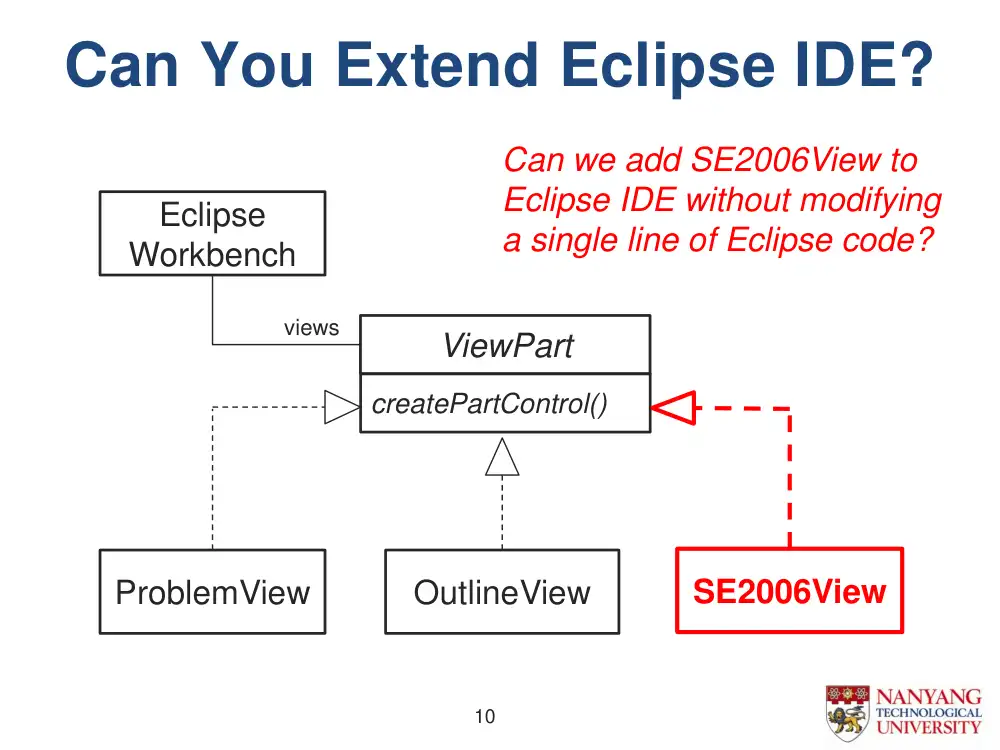 Can You Extend Eclipse IDE?
Can we add SE2006View to
Eclipse IDE without modifying
a single line of Eclipse code?
Eclipse
Workbench
views
ViewPart
createPartControl()
ProblemView
OutlineView
SE2006View
10
NANYANG
TECHNOLOGICAL
UNIVERSITY